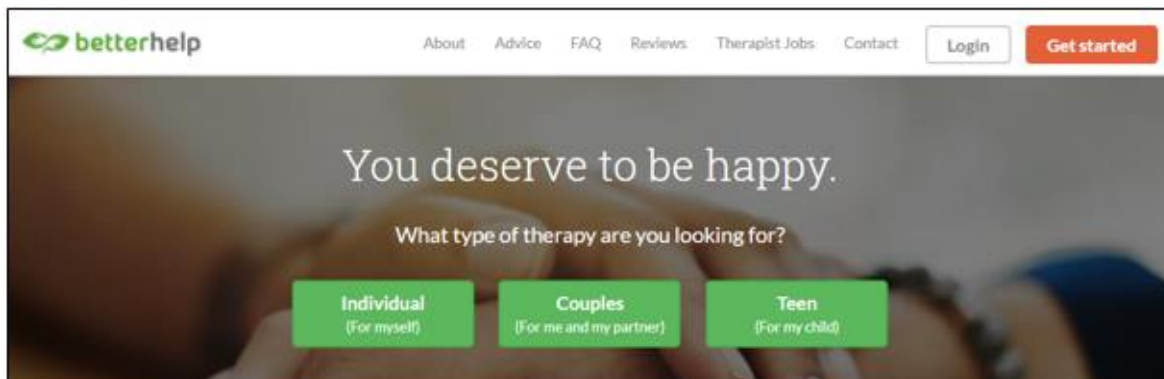 betterhelp
About Advice FAQ Reviews Therapist Jobs Contact Login Get started
You deserve to be happy.
What type of therapy are you looking for?
Individual Couples Teen
(For myself) (For me and my partner) (For my child)